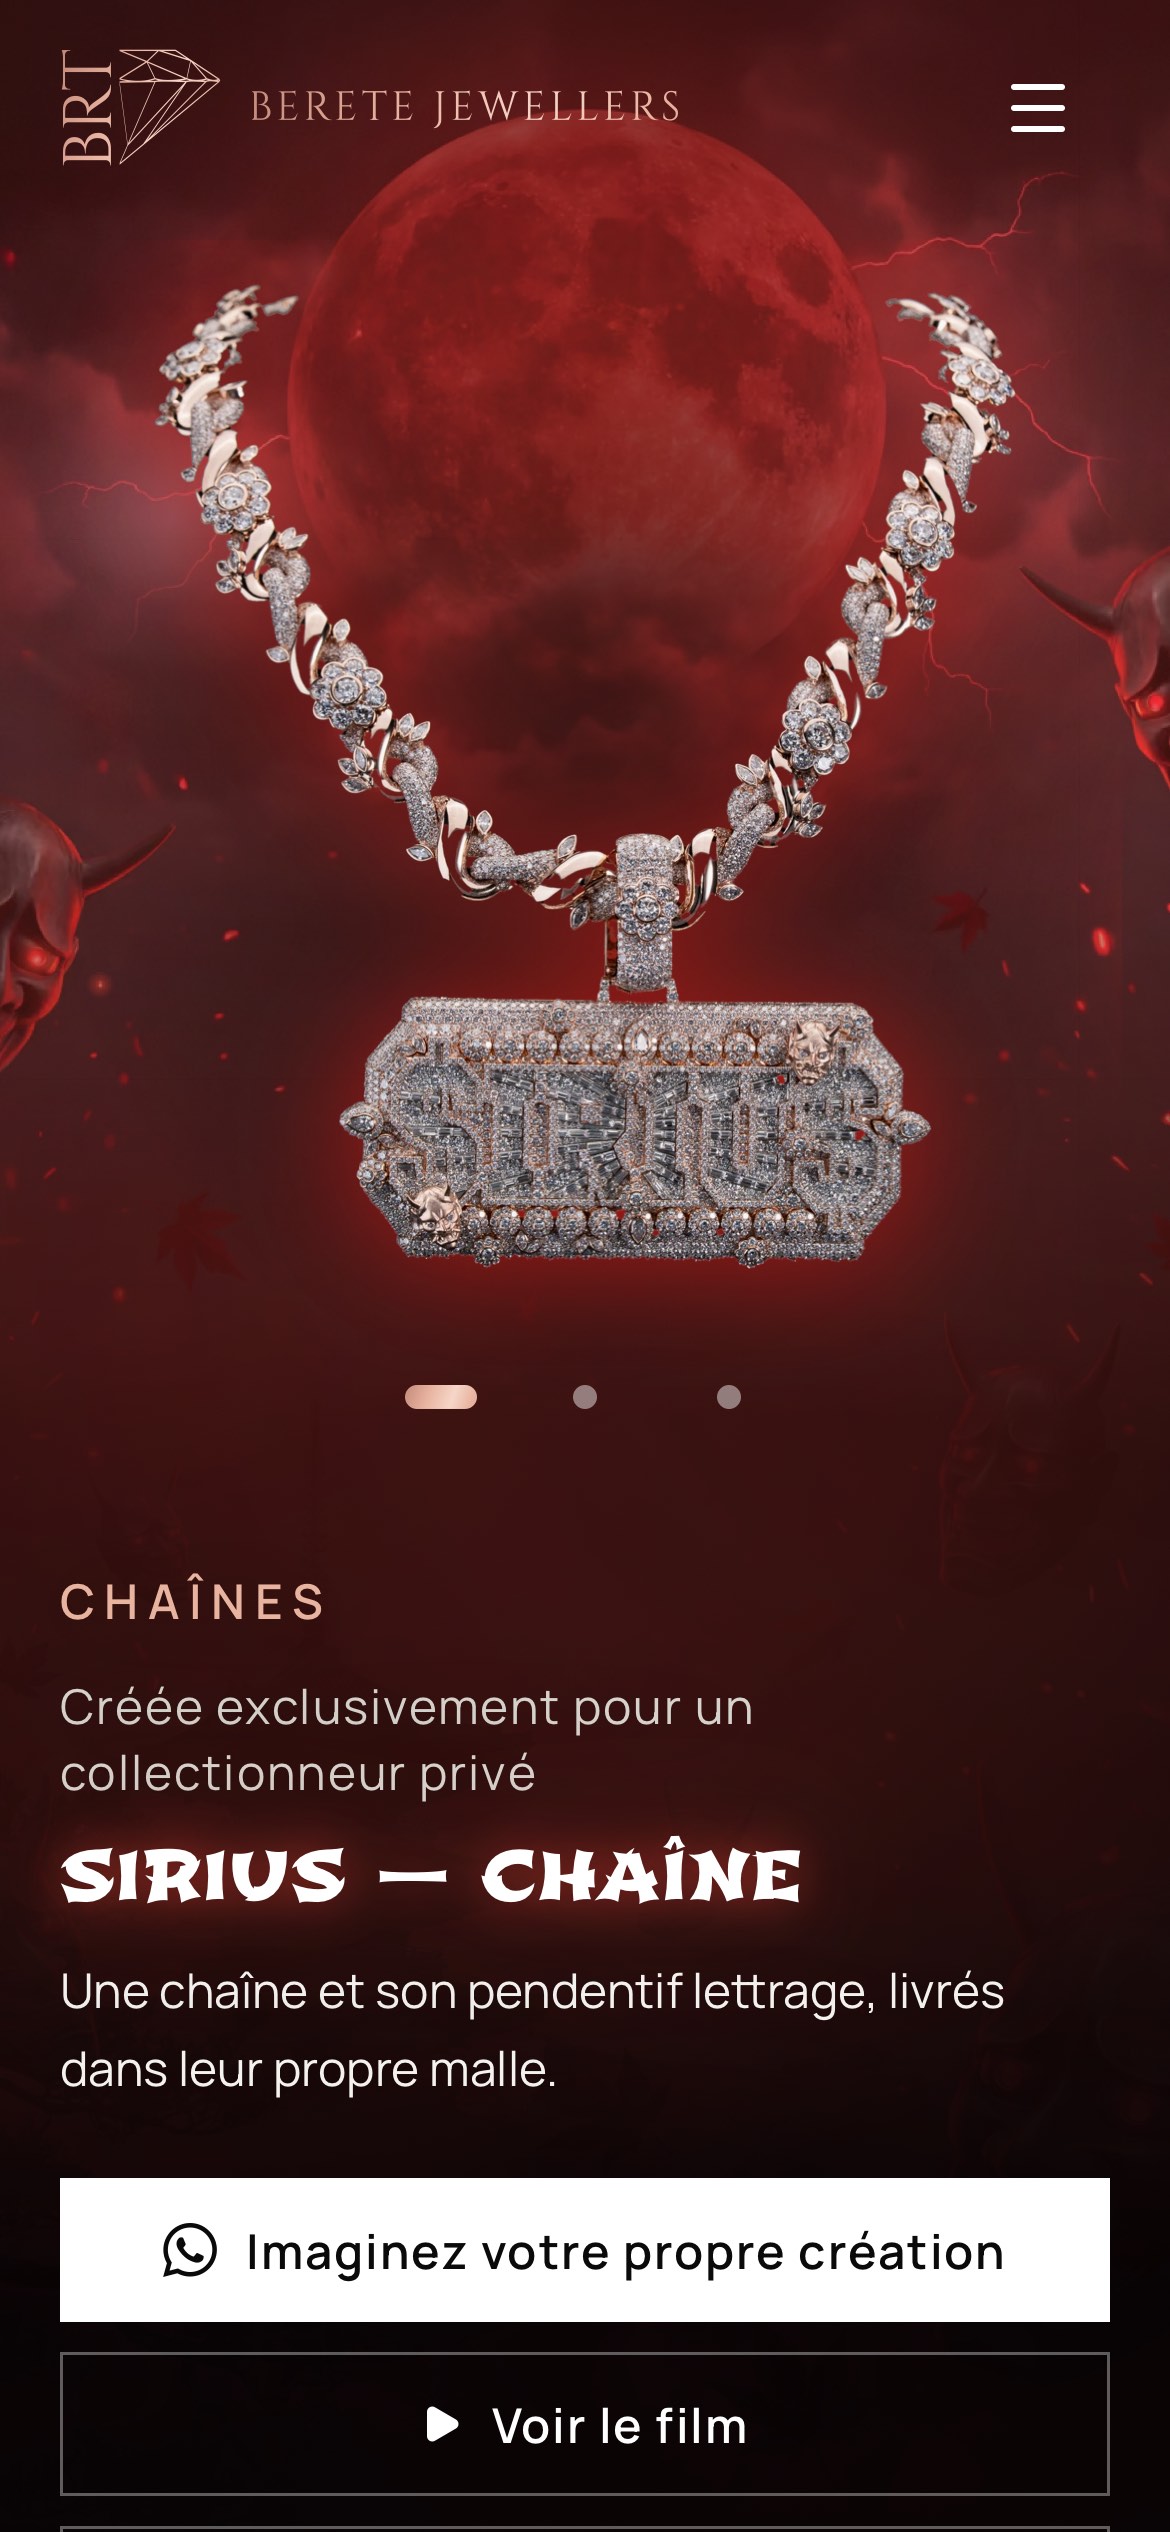 BRT
BERETE JEWELLERS
SIRIUS
CHAÎNES
Créée exclusivement pour un
collectionneur privé
SIRIUS — CHAÎNE
Une chaîne et son pendentif lettrage, livrés
dans leur propre malle.
Imaginez votre propre création
Voir le film